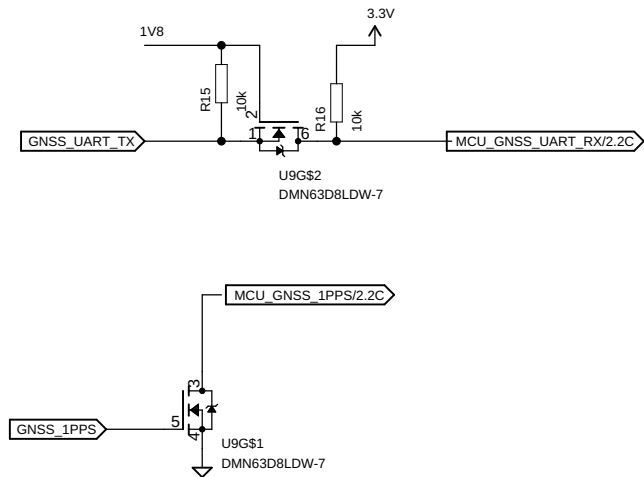 3.3V
1V8
R15
10k
2
R16
10k
GNSS_UART_TX
1
6
MCU_GNSS_UART_RX/2.2C
U9G$2
DMN63D8LDW-7
MCU_GNSS_1PPS/2.2C
3
GNSS_1PPS
5
4
U9G$1
DMN63D8LDW-7